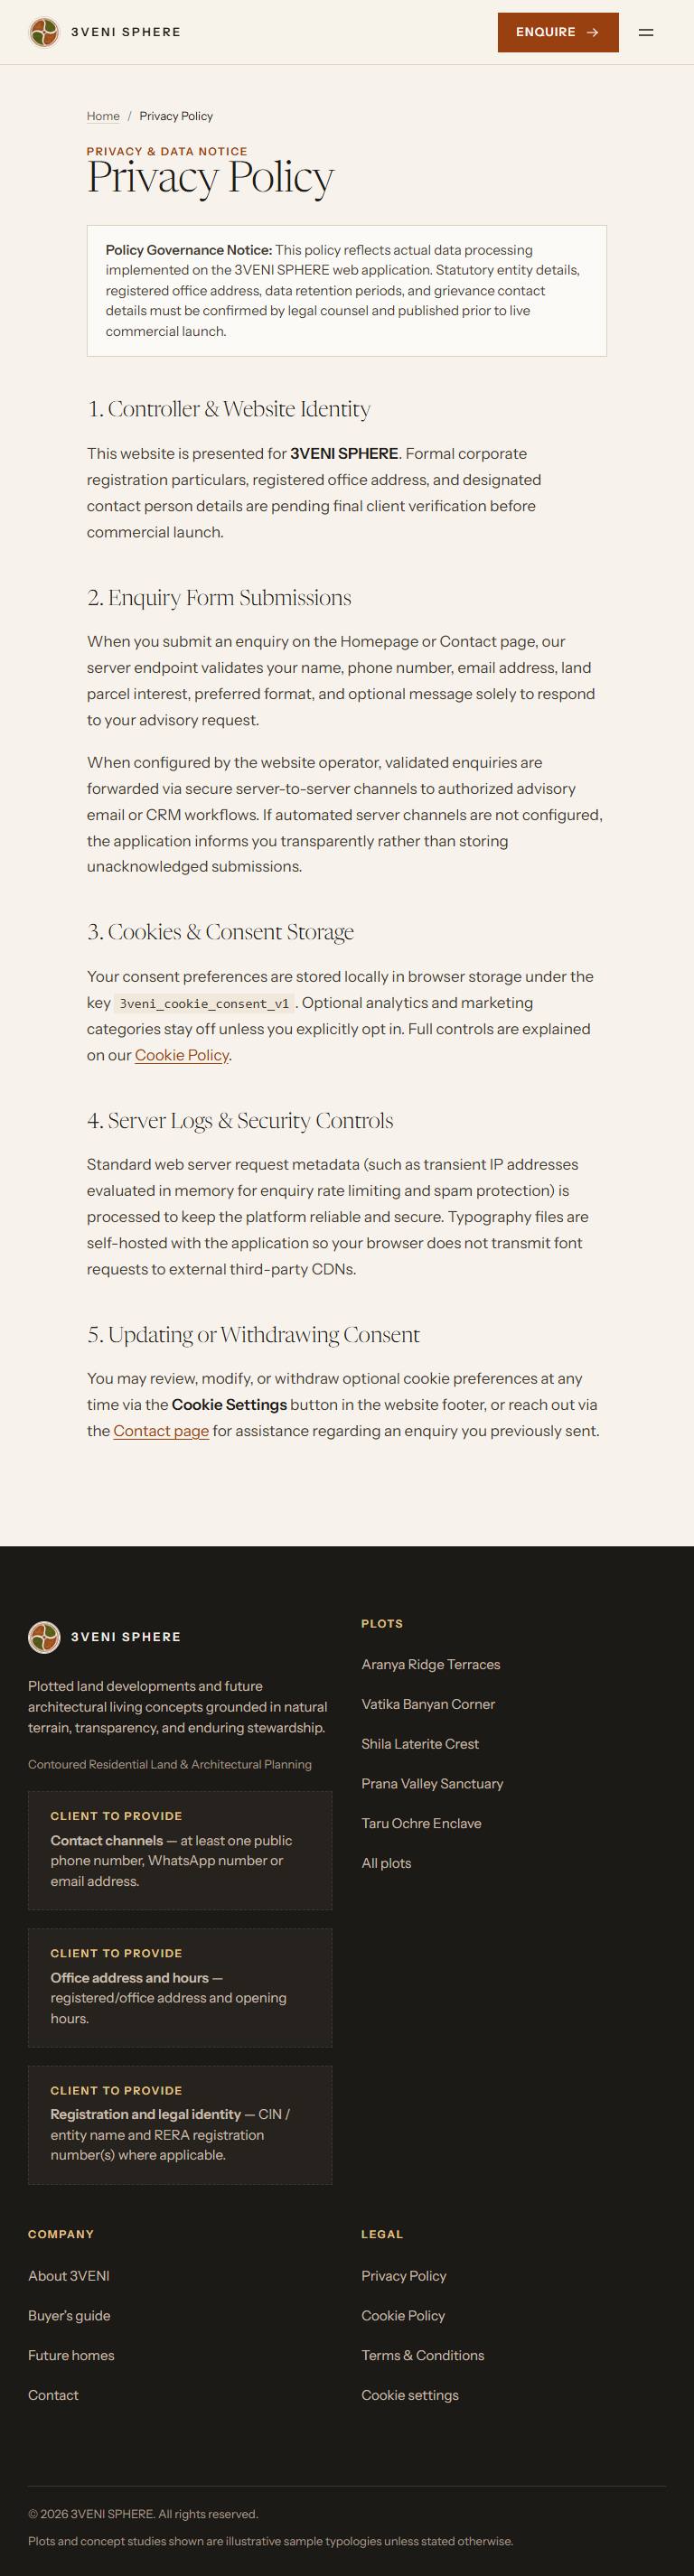 3VENI SPHERE
ENQUIRE →
Home / Privacy Policy
PRIVACY & DATA NOTICE
Privacy Policy
Policy Governance Notice: This policy reflects actual data processing
implemented on the 3VENI SPHERE web application. Statutory entity details,
registered office address, data retention periods, and grievance contact
details must be confirmed by legal counsel and published prior to live
commercial launch.
1. Controller & Website Identity
This website is presented for 3VENI SPHERE. Formal corporate
registration particulars, registered office address, and designated
contact person details are pending final client verification before
commercial launch.
2. Enquiry Form Submissions
When you submit an enquiry on the Homepage or Contact page, our
server endpoint validates your name, phone number, email address, land
parcel interest, preferred format, and optional message solely to respond
to your advisory request.
When configured by the website operator, validated enquiries are
forwarded via secure server-to-server channels to authorized advisory
email or CRM workflows. If automated server channels are not configured,
the application informs you transparently rather than storing
unacknowledged submissions.
3. Cookies & Consent Storage
Your consent preferences are stored locally in browser storage under the
key 3veni_cookie_consent_v1. Optional analytics and marketing
categories stay off unless you explicitly opt in. Full controls are explained
on our Cookie Policy.
4. Server Logs & Security Controls
Standard web server request metadata (such as transient IP addresses
evaluated in memory for enquiry rate limiting and spam protection) is
processed to keep the platform reliable and secure. Typography files are
self-hosted with the application so your browser does not transmit font
requests to external third-party CDNs.
5. Updating or Withdrawing Consent
You may review, modify, or withdraw optional cookie preferences at any
time via the Cookie Settings button in the website footer, or reach out via
the Contact page for assistance regarding an enquiry you previously sent.
3VENI SPHERE
Plotted land developments and future
architectural living concepts grounded in natural
terrain, transparency, and enduring stewardship.
Contoured Residential Land & Architectural Planning
CLIENT TO PROVIDE
Contact channels — at least one public
phone number, WhatsApp number or
email address.
CLIENT TO PROVIDE
Office address and hours —
registered/office address and opening
hours.
CLIENT TO PROVIDE
Registration and legal identity — CIN /
entity name and RERA registration
number(s) where applicable.
PLOTS
Aranya Ridge Terraces
Vatika Banyan Corner
Shila Laterite Crest
Prana Valley Sanctuary
Taru Ochre Enclave
All plots
COMPANY
About 3VENI
Buyer's guide
Future homes
Contact
LEGAL
Privacy Policy
Cookie Policy
Terms & Conditions
Cookie settings
© 2026 3VENI SPHERE. All rights reserved.
Plots and concept studies shown are illustrative sample typologies unless stated otherwise.